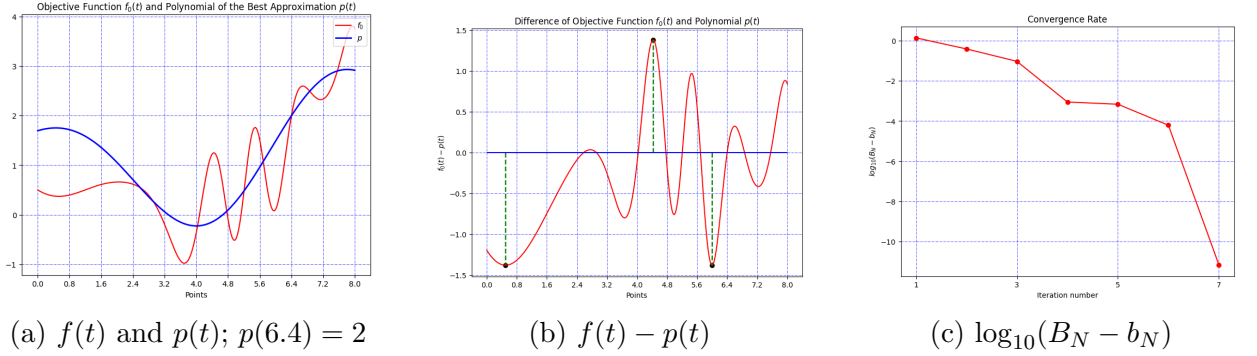 Objective Function f₀(t) and Polynomial of the Best Approximation p(t)
4
3
2
1
0
−1
f₀
p
0.0 0.8 1.6 2.4 3.2 4.0 4.8 5.6 6.4 7.2 8.0
Points
(a) f(t) and p(t); p(6.4) = 2
Difference of Objective Function f₀(t) and Polynomial p(t)
f₀(t) − p(t)
1.5
1.0
0.5
0.0
−0.5
−1.0
−1.5
0.0 0.8 1.6 2.4 3.2 4.0 4.8 5.6 6.4 7.2 8.0
Points
(b) f(t) − p(t)
Convergence Rate
log₁₀(B_N − b_N)
0
−2
−4
−6
−8
−10
1 3 5 7
Iteration number
(c) log₁₀(B_N − b_N)